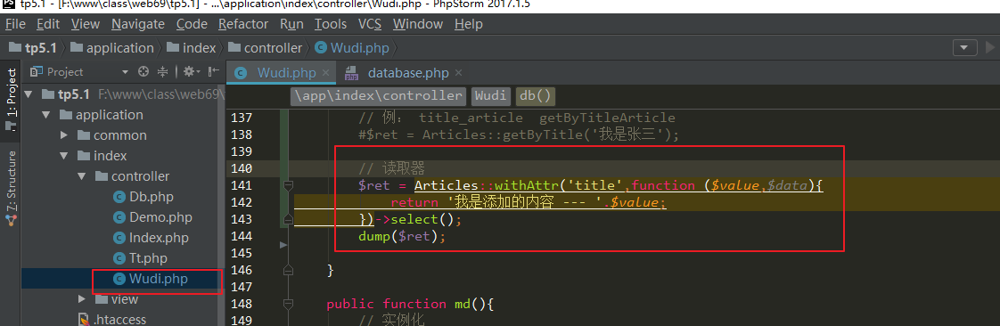 tp5.1 - [F:\www\class\web69\tp5.1] - ...\application\index\controller\Wudi.php - PhpStorm 2017.1.5
File Edit View Navigate Code Refactor Run Tools VCS Window Help
tp5.1 application index controller Wudi.php
1: Project
Z: Structure
Project
tp5.1 F:\www\class\web69\
application
common
index
controller
Db.php
Demo.php
Index.php
Tt.php
Wudi.php
view
.htaccess
Wudi.php database.php
\app\index\controller Wudi db()
137 // 例： title_article getByTitleArticle
138 #$ret = Articles::getByTitle('我是张三');
139
140 // 读取器
141 $ret = Articles::withAttr('title',function ($value,$data){
142 return '我是添加的内容 --- '.$value;
143 })->select();
144 dump($ret);
145
146 }
147
148 public function md(){
149 // 实例化